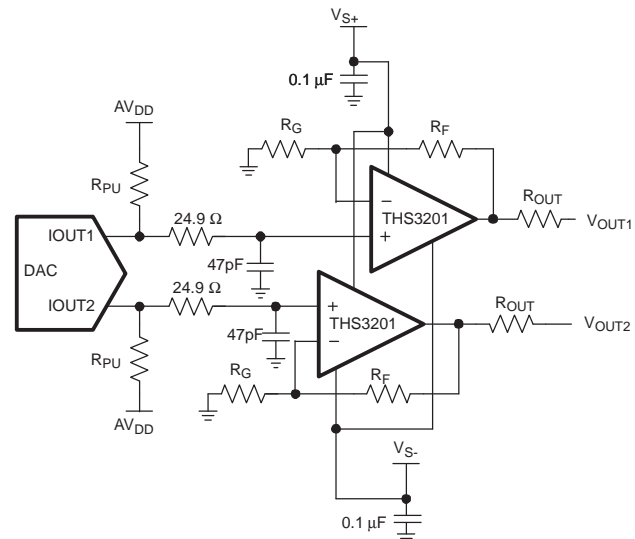 VS+
0.1 µF
AVDD
RG
RF
RPU
THS3201
ROUT
VOUT1
24.9 Ω
IOUT1
47pF
DAC
24.9 Ω
IOUT2
THS3201
ROUT
VOUT2
47pF
RPU
RG
RF
AVDD
VS-
0.1 µF